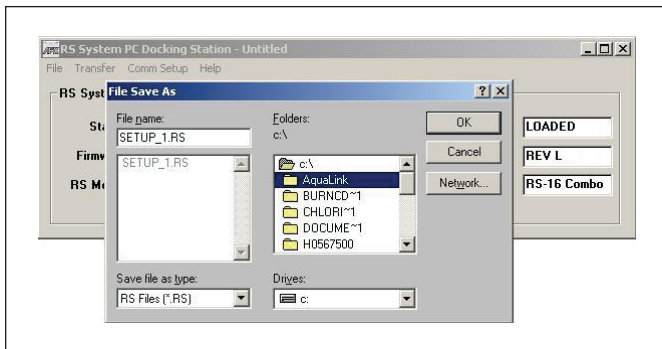 RS System PC Docking Station - Untitled
File Transfer Comm Setup Help
RS Syst
File Save As
File name:
SETUP_1.RS
SETUP_1.RS
Save file as type:
RS Files (*.RS)
Folders:
c:\
c:\
AquaLink
BURNCD~1
CHLORI~1
DOCUME~1
H0567500
Drives:
c:
OK
Cancel
Network...
Sta
Firmw
RS Mo
LOADED
REV L
RS-16 Combo